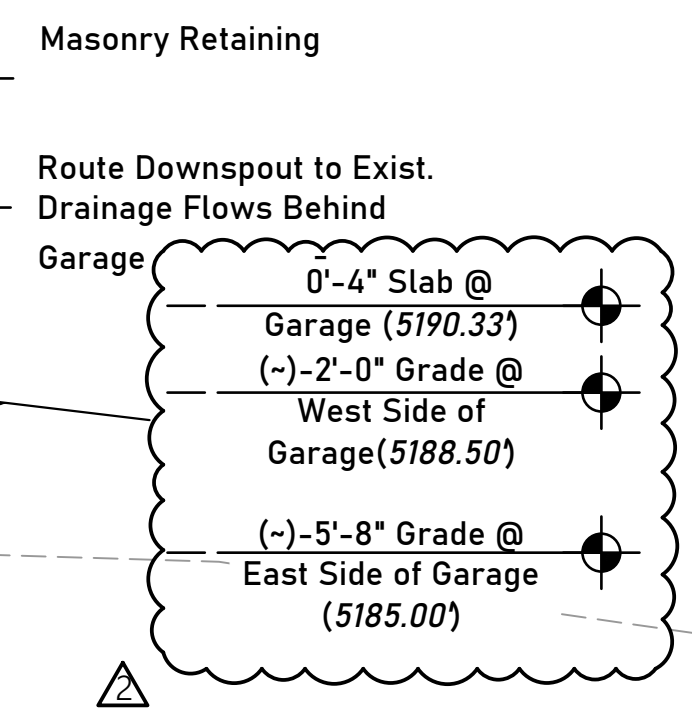 Masonry Retaining
Route Downspout to Exist.
Drainage Flows Behind
Garage
-
0'-4" Slab @
Garage (5190.33')
(~)-2'-0" Grade @
West Side of
Garage(5188.50')
(~)-5'-8" Grade @
East Side of Garage
(5185.00')
2